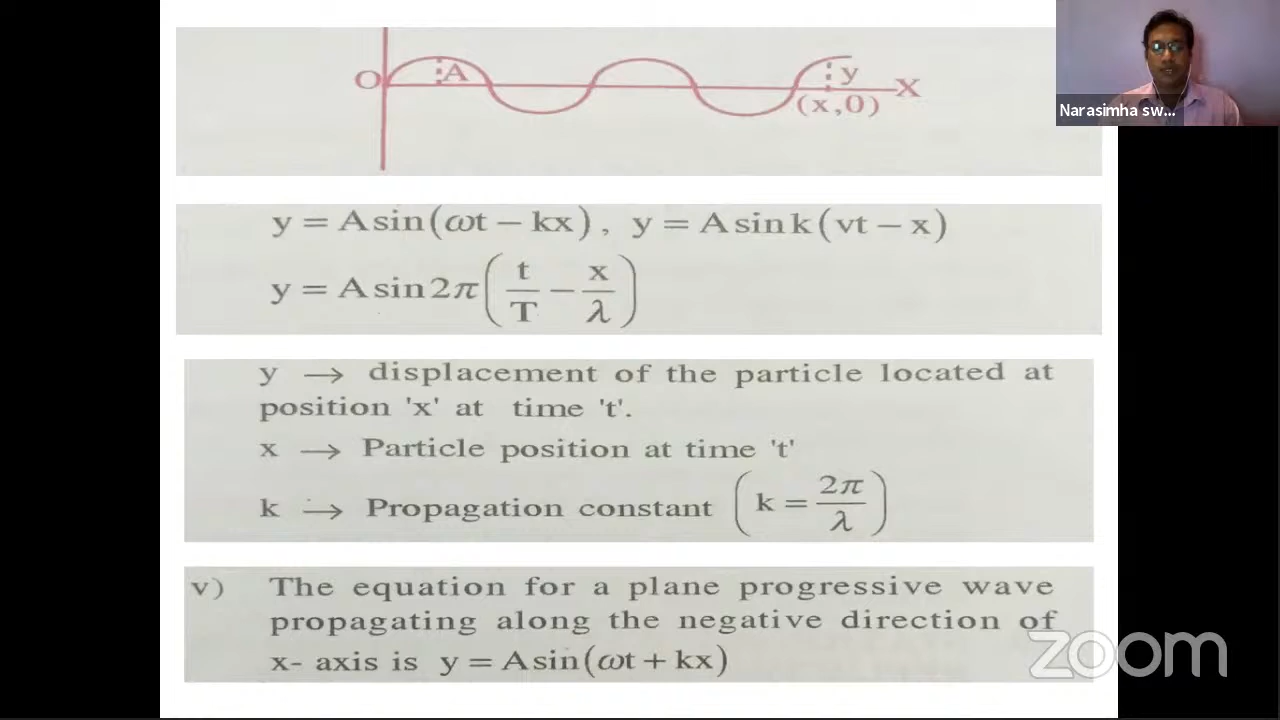 O
A
y
X
(x,0)
Narasimha sw...
y = A sin(ωt − kx), y = A sin k(vt − x)
y = A sin 2π(t/T − x/λ)
y → displacement of the particle located at
position 'x' at time 't'.
x → Particle position at time 't'
k → Propagation constant (k = 2π/λ)
v) The equation for a plane progressive wave
propagating along the negative direction of
x- axis is y = A sin(ωt + kx)
zoom